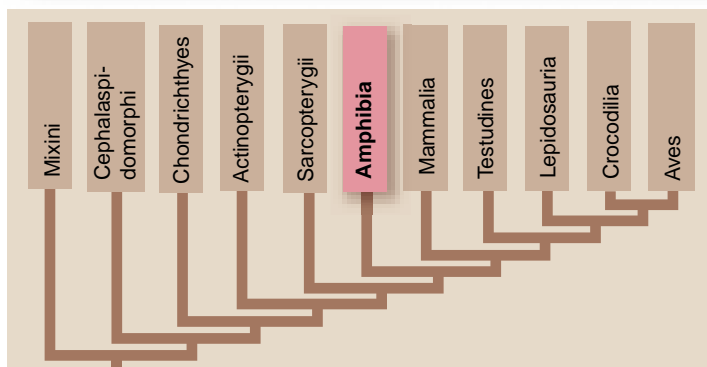 Mixini
Cephalaspi-
domorphi
Chondrichthyes
Actinopterygii
Sarcopterygii
Amphibia
Mammalia
Testudines
Lepidosauria
Crocodilia
Aves